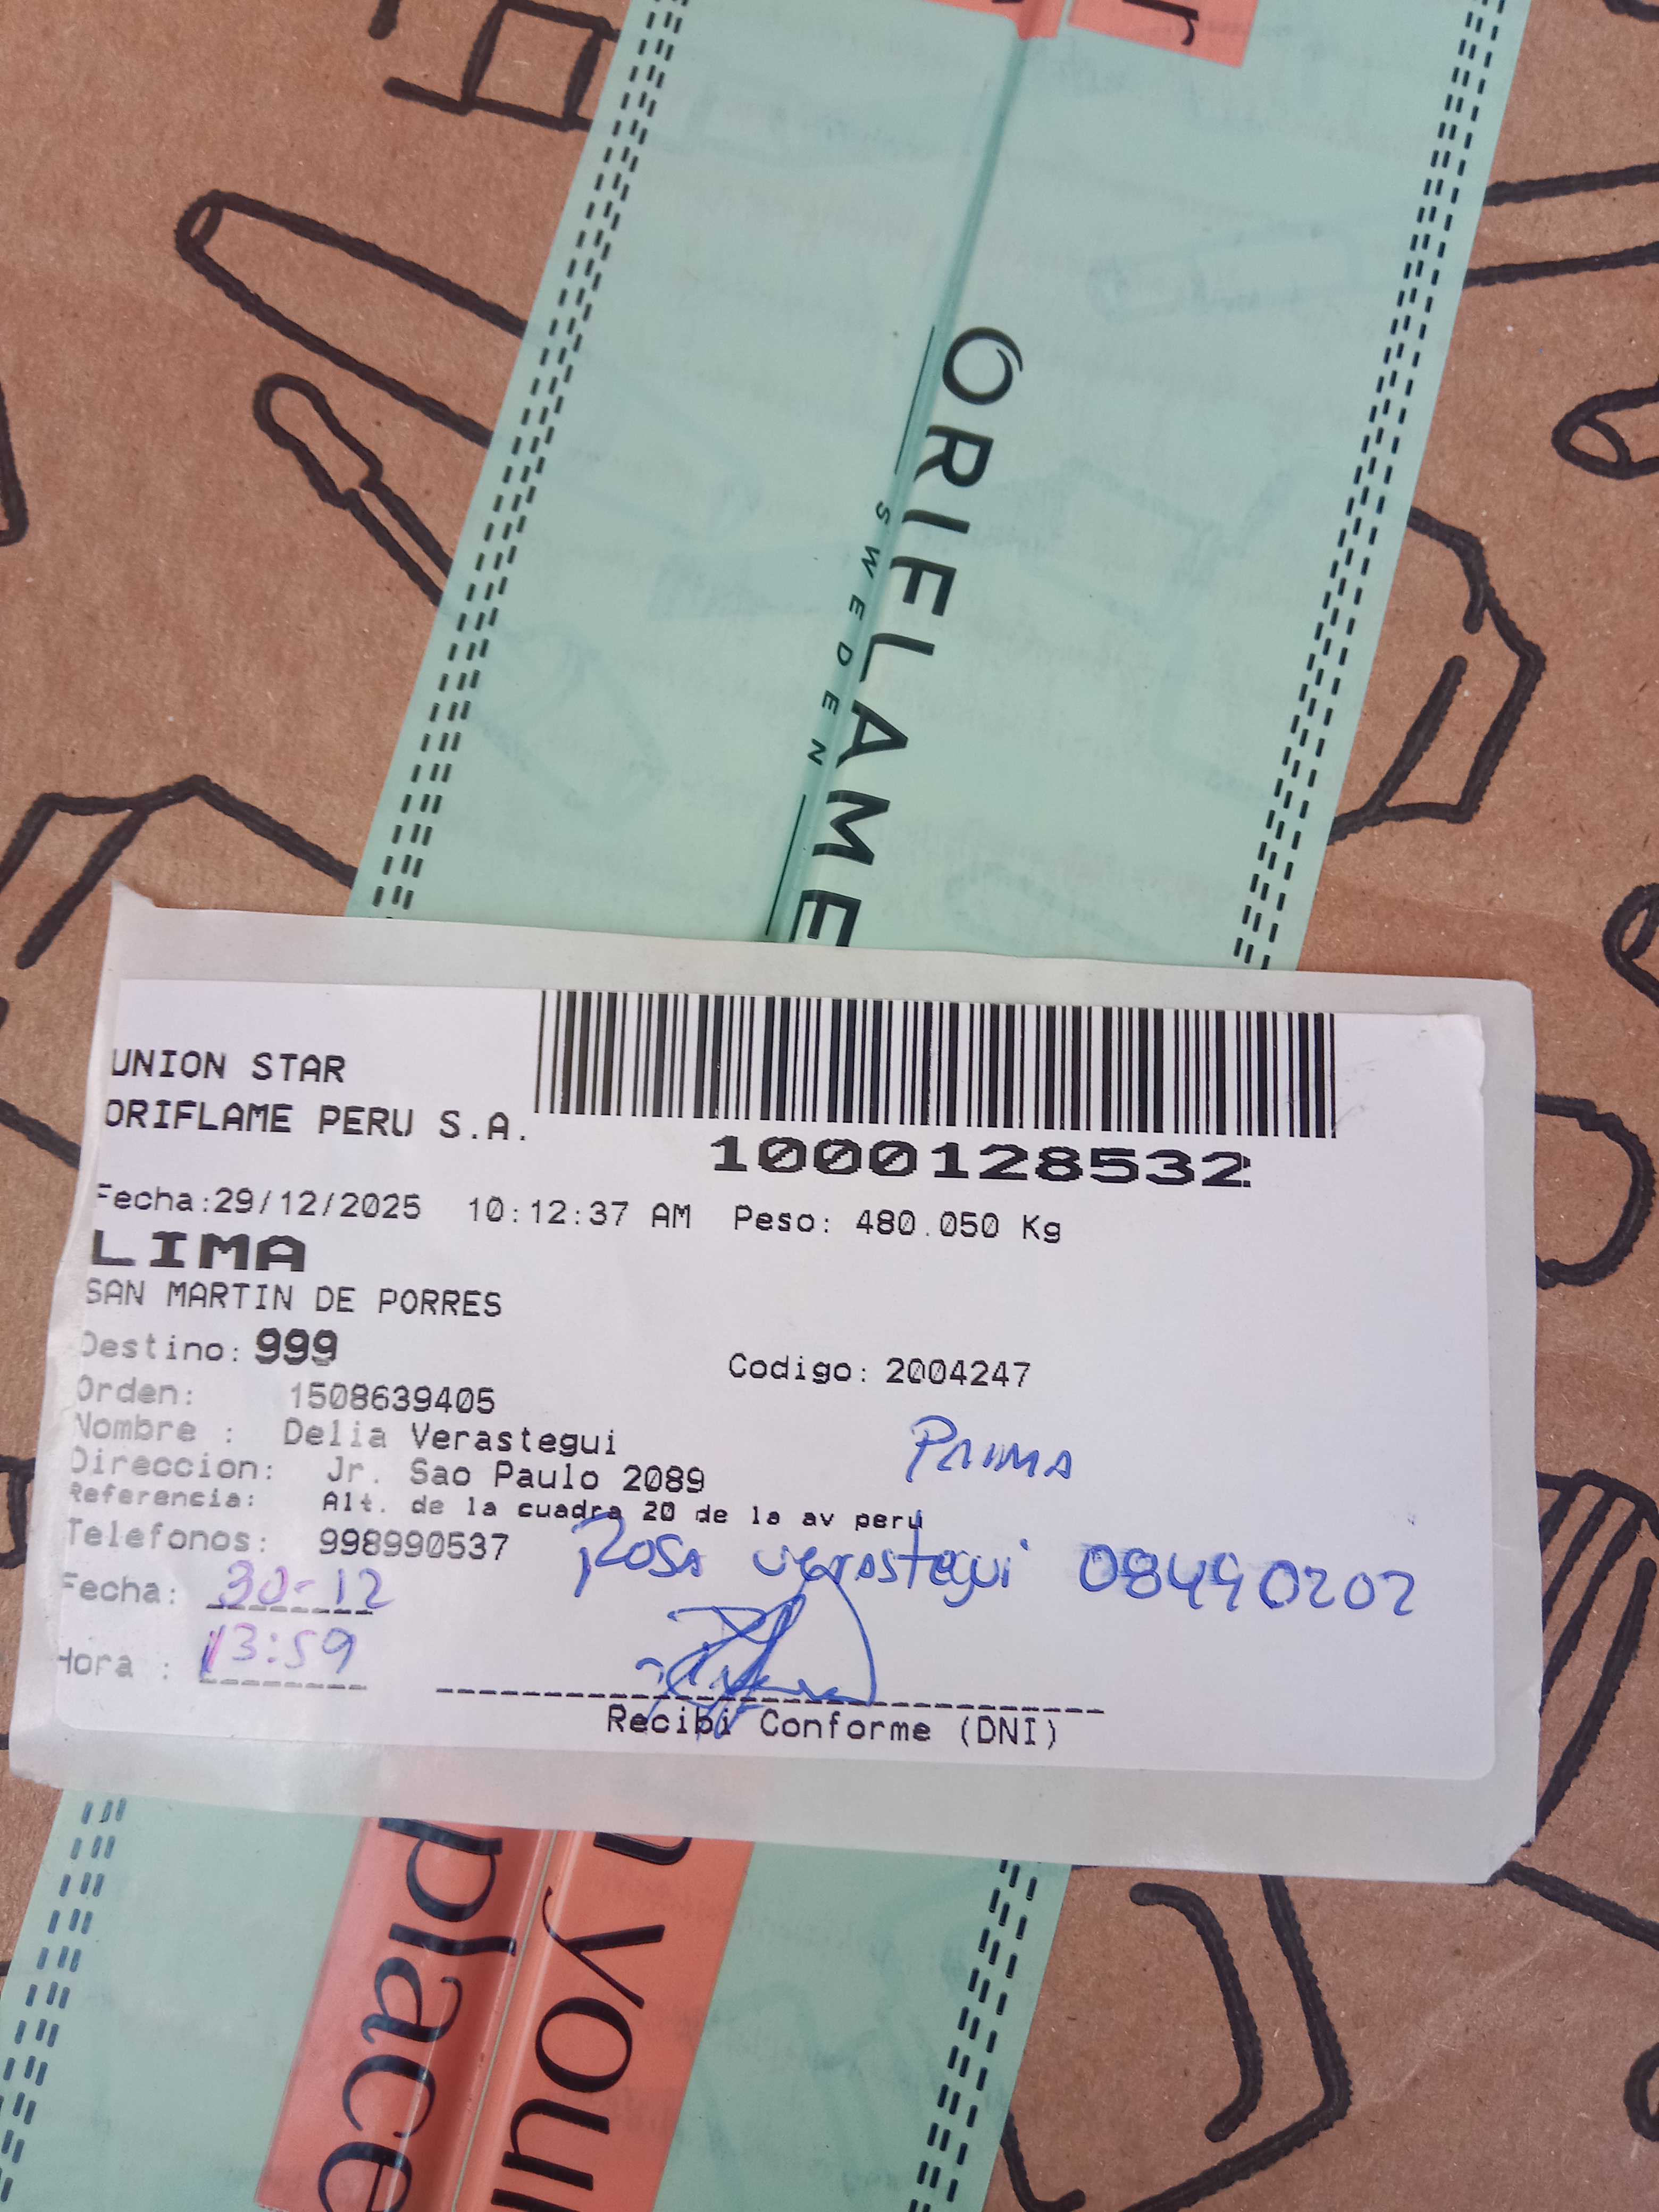 r
ORIFLAME
SWEDEN
UNION STAR
ORIFLAME PERU S.A.
1000128532
Fecha:29/12/2025 10:12:37 AM Peso: 480.050 Kg
LIMA
SAN MARTIN DE PORRES
Destino: 999
Codigo: 2004247
Orden: 1508639405
Nombre : Delia Verastegui
PRIMA
Direccion: Jr. Sao Paulo 2089
Referencia: Alt. de la cuadra 20 de la av peru
Telefonos: 998990537
Rosa verastegui 08490202
Fecha: 30-12
Hora : 13:59
Recibi Conforme (DNI)
n your
place